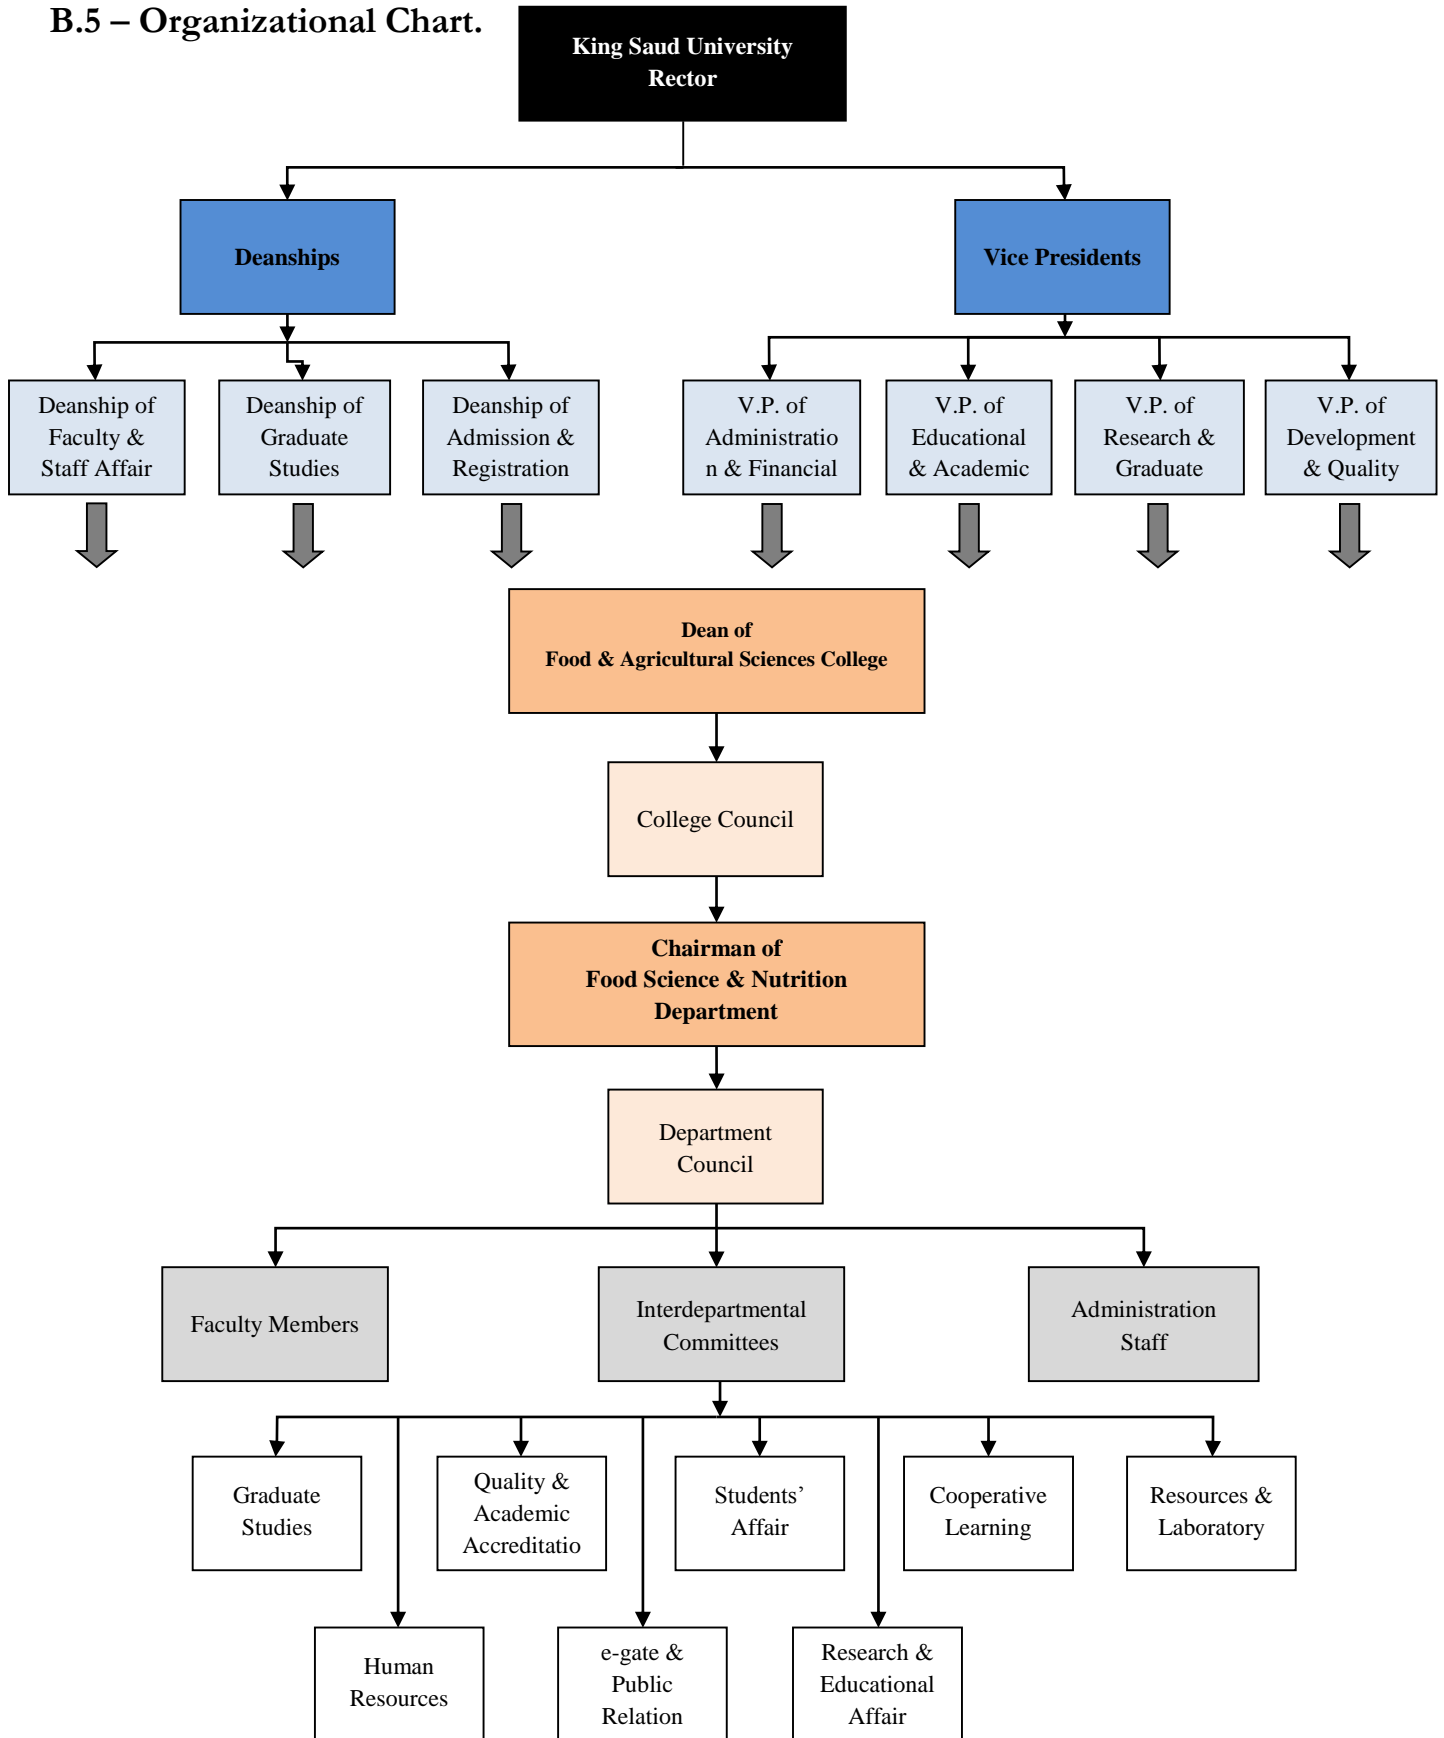 B.5 – Organizational Chart.
King Saud University
Rector
Deanships
Vice Presidents
Deanship of
Faculty &
Staff Affair
Deanship of
Graduate
Studies
Deanship of
Admission &
Registration
V.P. of
Administratio
n & Financial
V.P. of
Educational
& Academic
V.P. of
Research &
Graduate
V.P. of
Development
& Quality
Dean of
Food & Agricultural Sciences College
College Council
Chairman of
Food Science & Nutrition
Department
Department
Council
Faculty Members
Interdepartmental
Committees
Administration
Staff
Graduate
Studies
Quality &
Academic
Accreditatio
Students’
Affair
Cooperative
Learning
Resources &
Laboratory
Human
Resources
e-gate &
Public
Relation
Research &
Educational
Affair